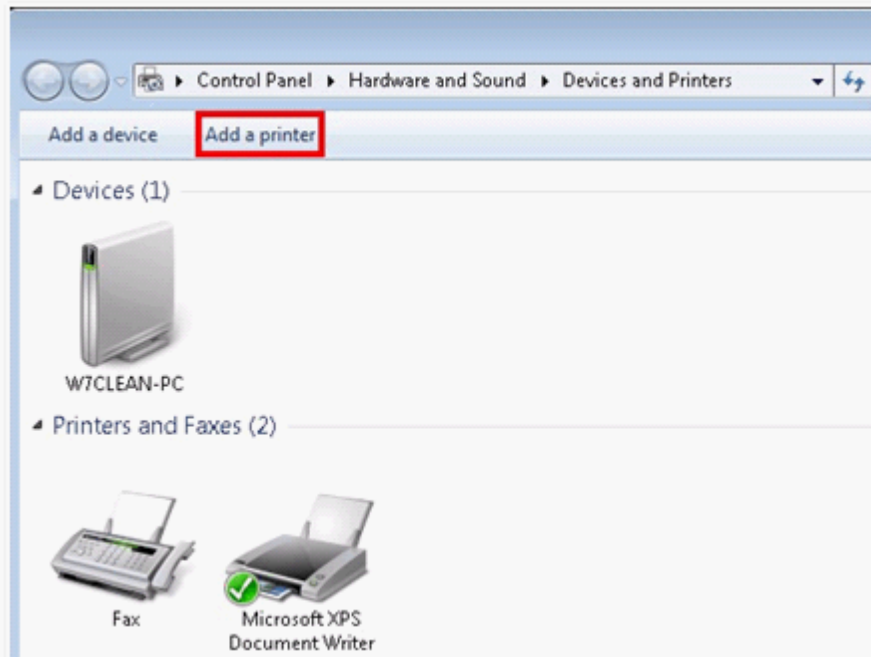 Control Panel Hardware and Sound Devices and Printers
Add a device Add a printer
Devices (1)
W7CLEAN-PC
Printers and Faxes (2)
Fax
Microsoft XPS
Document Writer